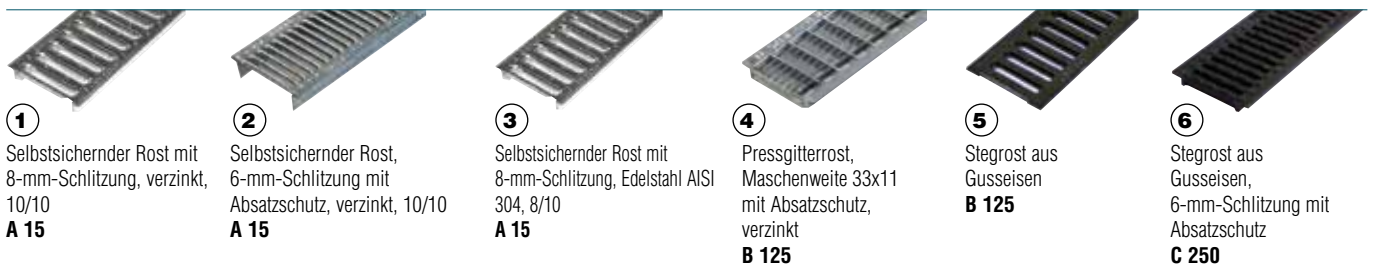 1
Selbstsichernder Rost mit
8-mm-Schlitzung, verzinkt,
10/10
A 15
2
Selbstsichernder Rost,
6-mm-Schlitzung mit
Absatzschutz, verzinkt, 10/10
A 15
3
Selbstsichernder Rost mit
8-mm-Schlitzung, Edelstahl AISI
304, 8/10
A 15
4
Pressgitterrost,
Maschenweite 33x11
mit Absatzschutz,
verzinkt
B 125
5
Stegrost aus
Gusseisen
B 125
6
Stegrost aus
Gusseisen,
6-mm-Schlitzung mit
Absatzschutz
C 250